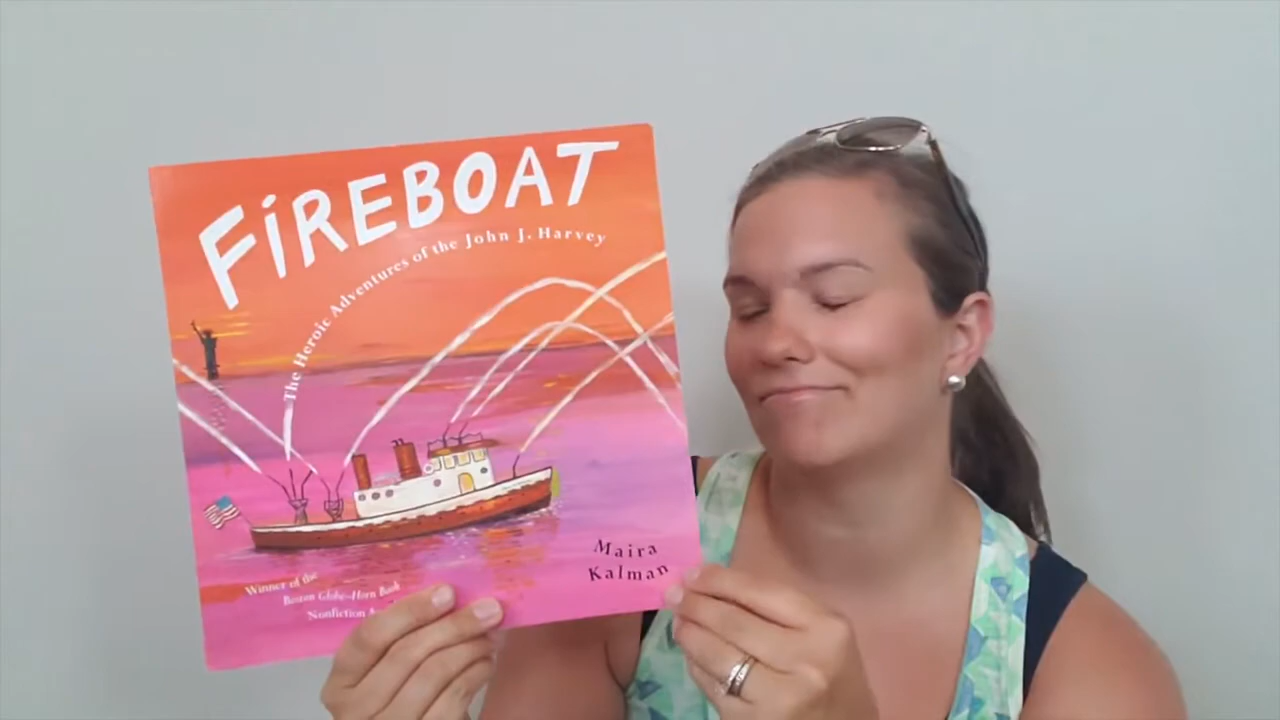 FiREBOAT
The Heroic Adventures of the John J. Harvey
Maira
Kalman
Winner of the
Boston Globe–Horn Book
Nonfiction